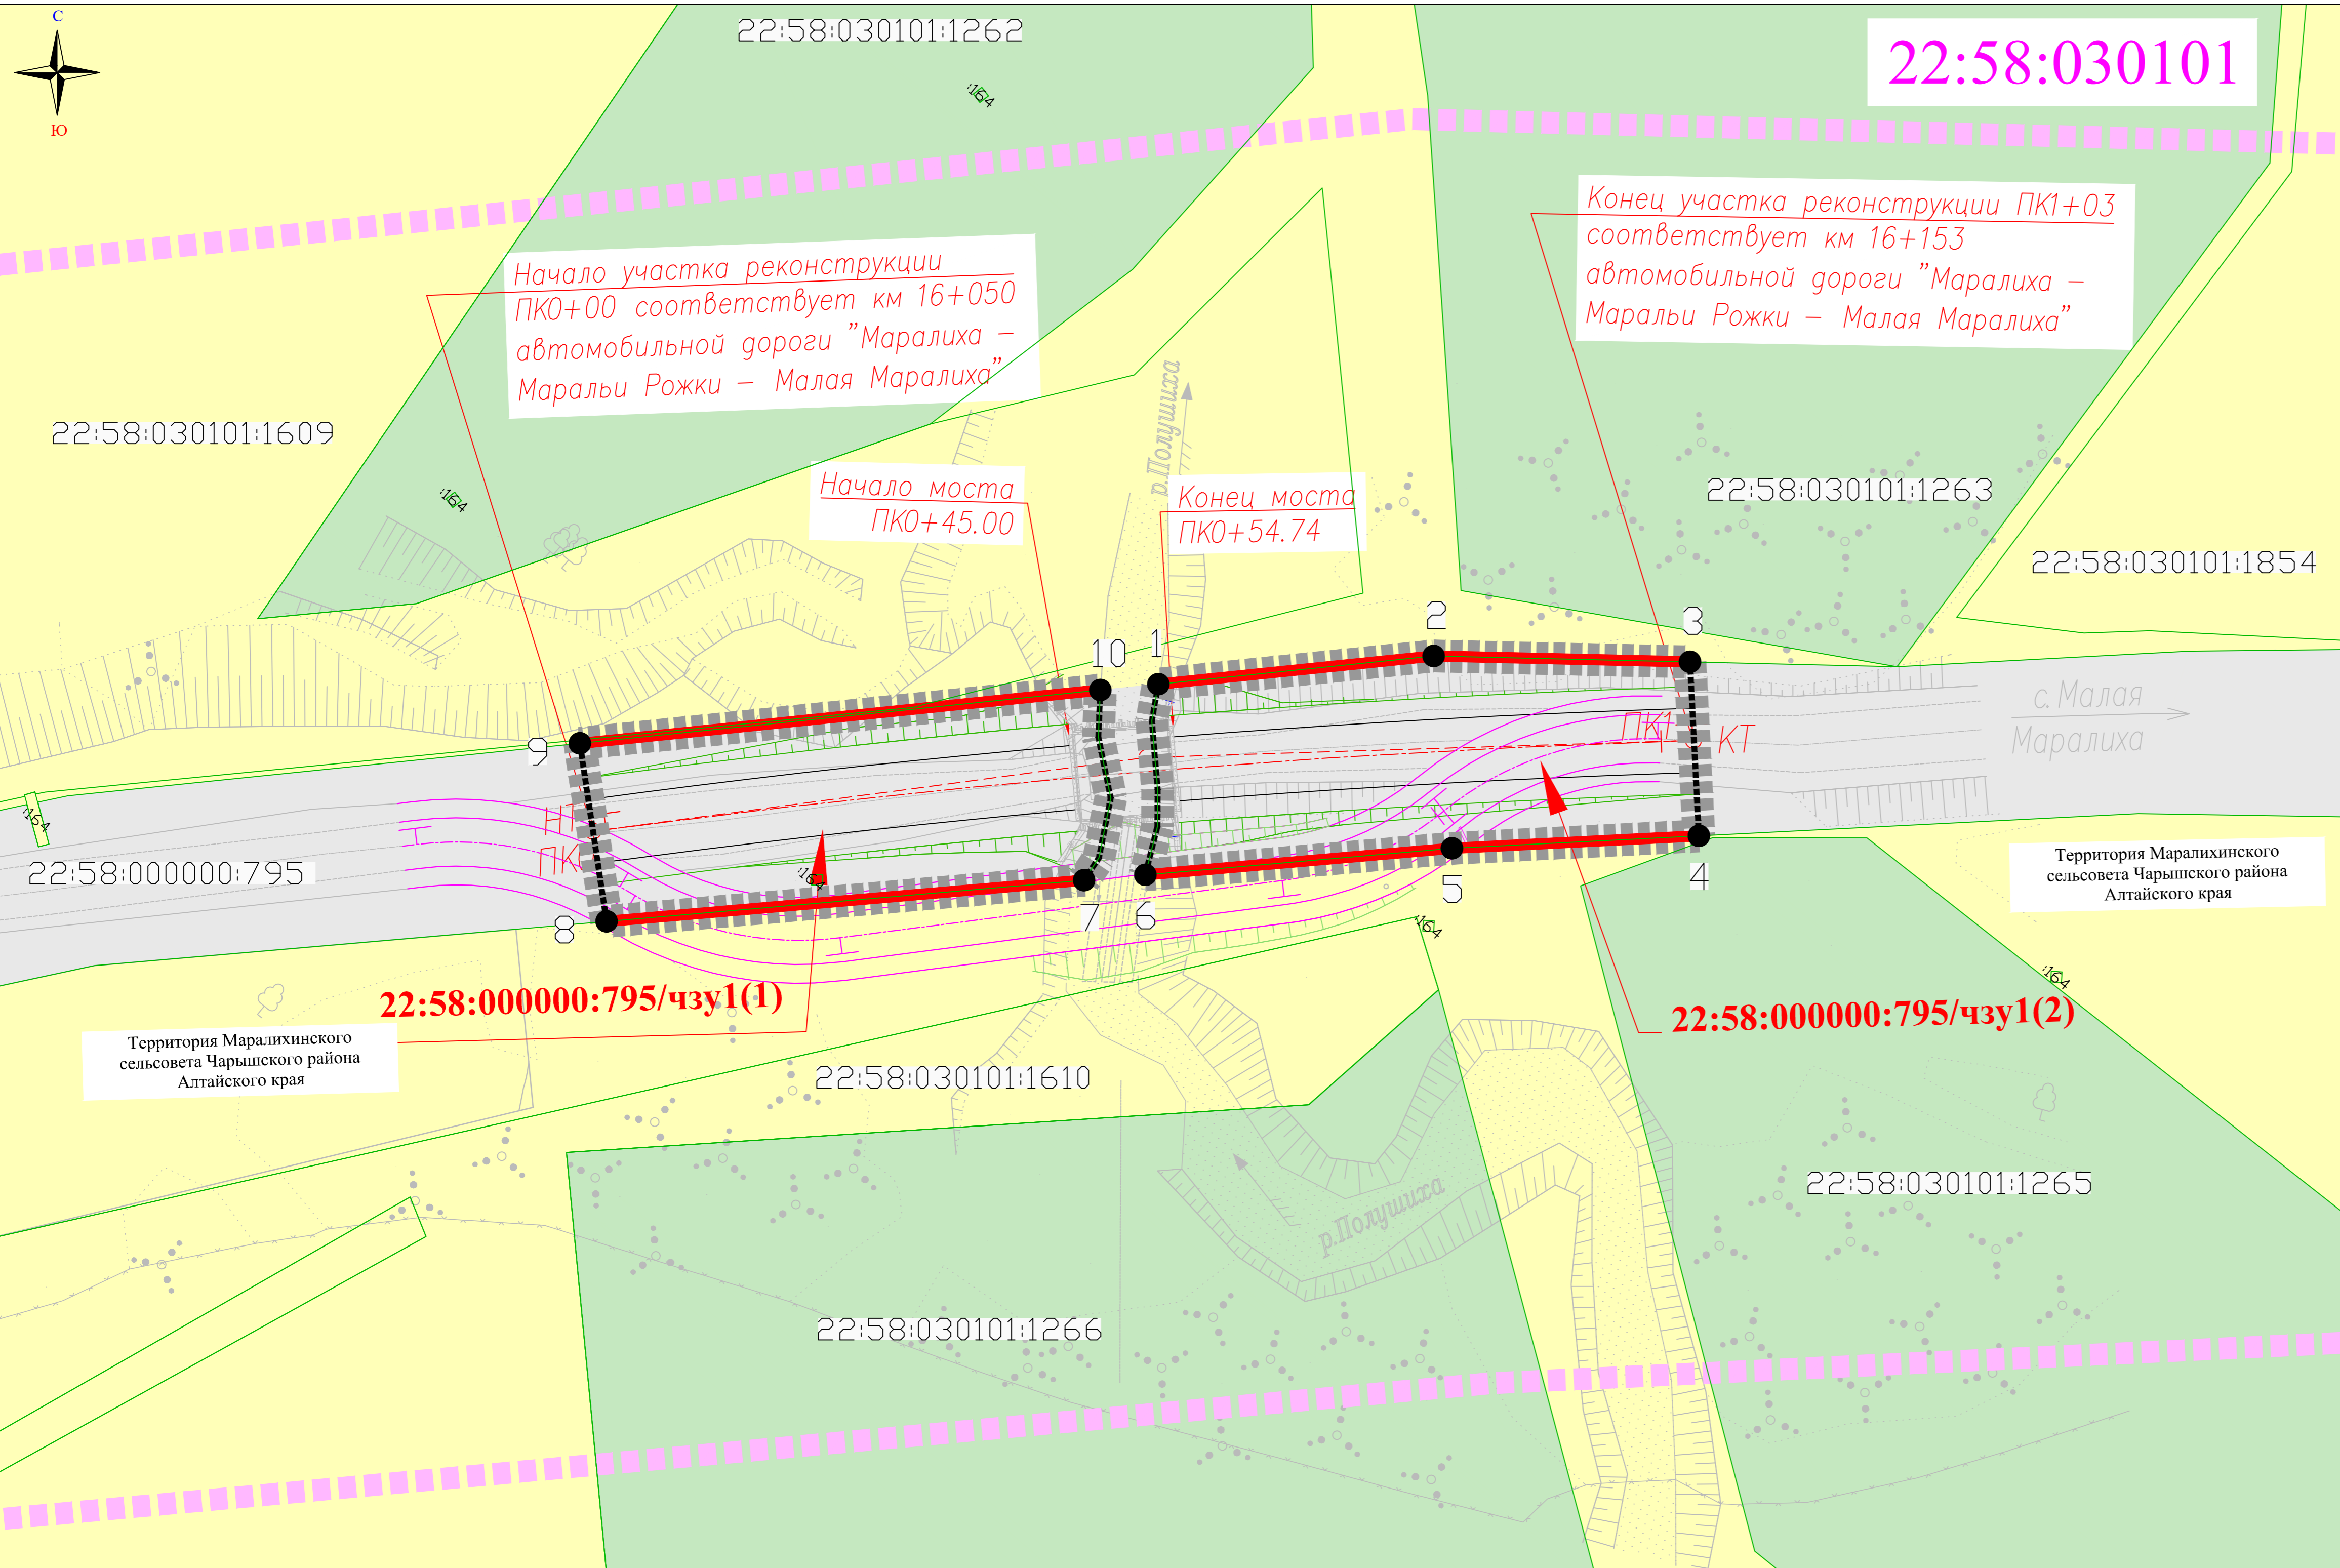 С
Ю
22:58:030101:1262
22:58:030101
:164
Начало участка реконструкции
ПК0+00 соответствует км 16+050
автомобильной дороги "Маралиха –
Маральи Рожки – Малая Маралиха"
Конец участка реконструкции ПК1+03
соответствует км 16+153
автомобильной дороги "Маралиха –
Маральи Рожки – Малая Маралиха"
22:58:030101:1609
:164
Начало моста
ПК0+45.00
р.Полушиха
Конец моста
ПК0+54.74
22:58:030101:1263
22:58:030101:1854
9
10
1
2
3
с. Малая
Маралиха
ПК1
КТ
:164
22:58:000000:795
НТ
ПК
:164
8
7
6
5
4
:164
:164
Территория Маралихинского
сельсовета Чарышского района
Алтайского края
22:58:000000:795/чзу1(1)
22:58:000000:795/чзу1(2)
Территория Маралихинского
сельсовета Чарышского района
Алтайского края
22:58:030101:1610
22:58:030101:1265
р.Полушиха
22:58:030101:1266